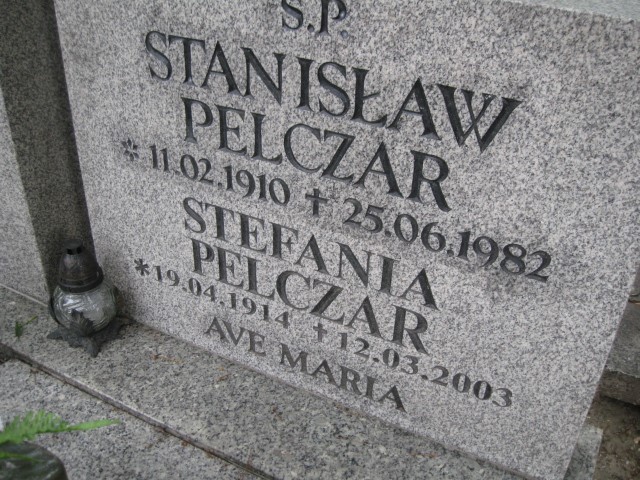 Ś.P.
STANISŁAW
PELCZAR
* 11.02.1910 † 25.06.1982
STEFANIA
PELCZAR
* 19.04.1914 † 12.03.2003
AVE MARIA